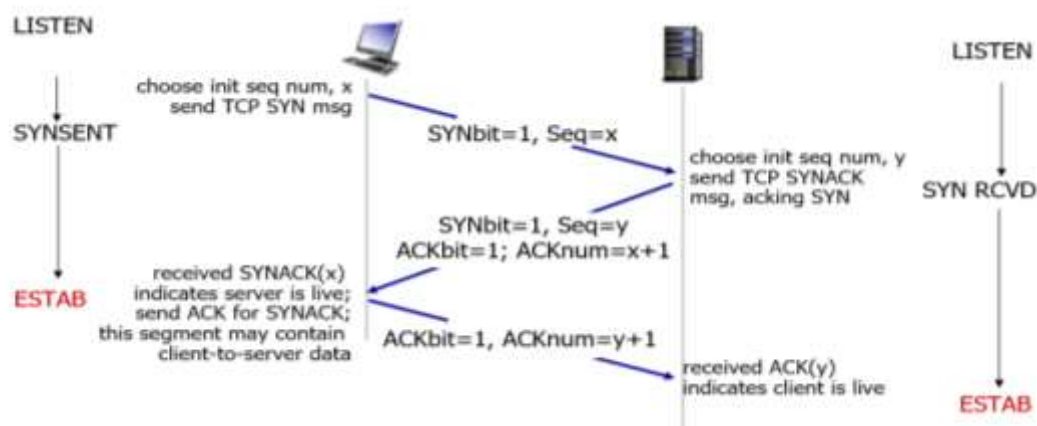 LISTEN
LISTEN
choose init seq num, x
send TCP SYN msg
SYNSENT
SYNbit=1, Seq=x
choose init seq num, y
send TCP SYNACK
msg, acking SYN
SYN RCVD
SYNbit=1, Seq=y
ACKbit=1; ACKnum=x+1
received SYNACK(x)
indicates server is live;
send ACK for SYNACK;
this segment may contain
client-to-server data
ESTAB
ACKbit=1, ACKnum=y+1
received ACK(y)
indicates client is live
ESTAB